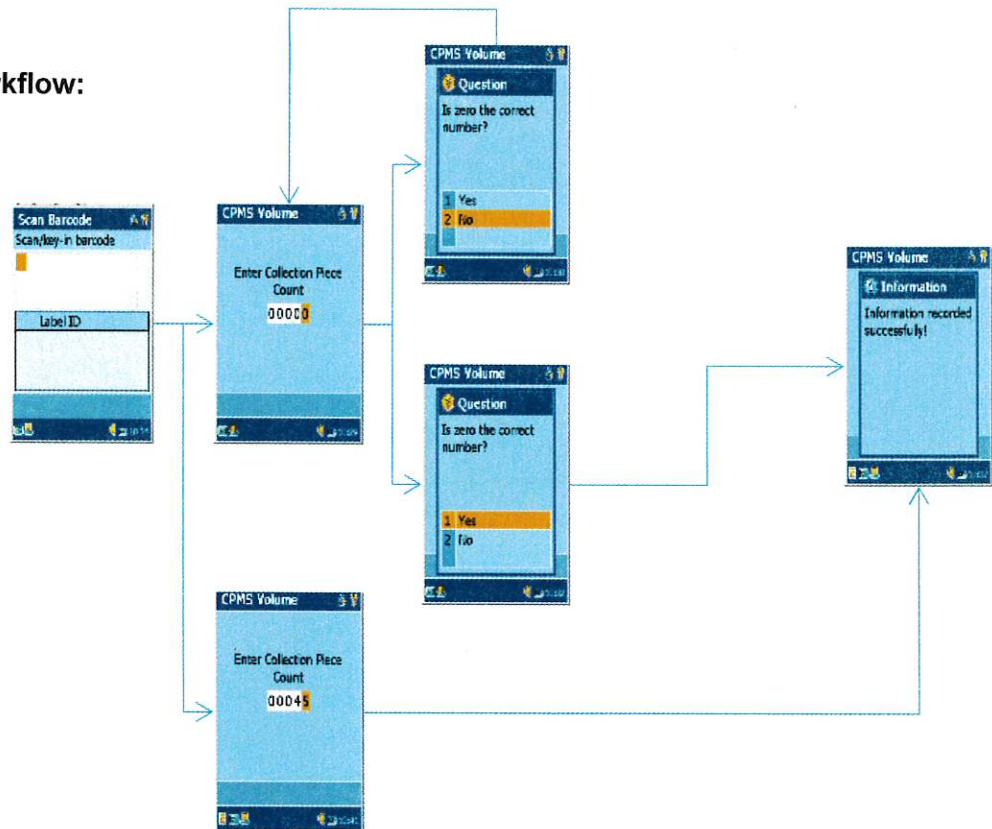 rkflow:
Scan Barcode
Scan/key-in barcode
Label ID
CPMS Volume
Enter Collection Piece
Count
00000
CPMS Volume
Question
Is zero the correct
number?
1 Yes
2 No
CPMS Volume
Question
Is zero the correct
number?
1 Yes
2 No
CPMS Volume
Enter Collection Piece
Count
00045
CPMS Volume
Information
Information recorded
successfully!